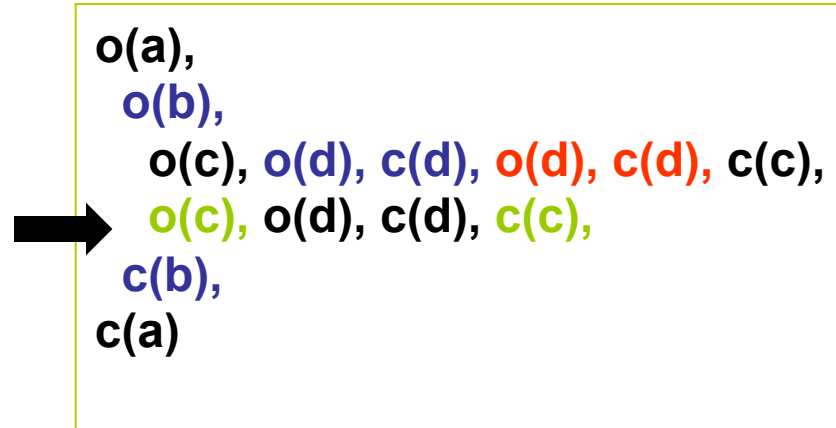 o(a),
o(b),
o(c), o(d), c(d), o(d), c(d), c(c),
o(c), o(d), c(d), c(c),
c(b),
c(a)